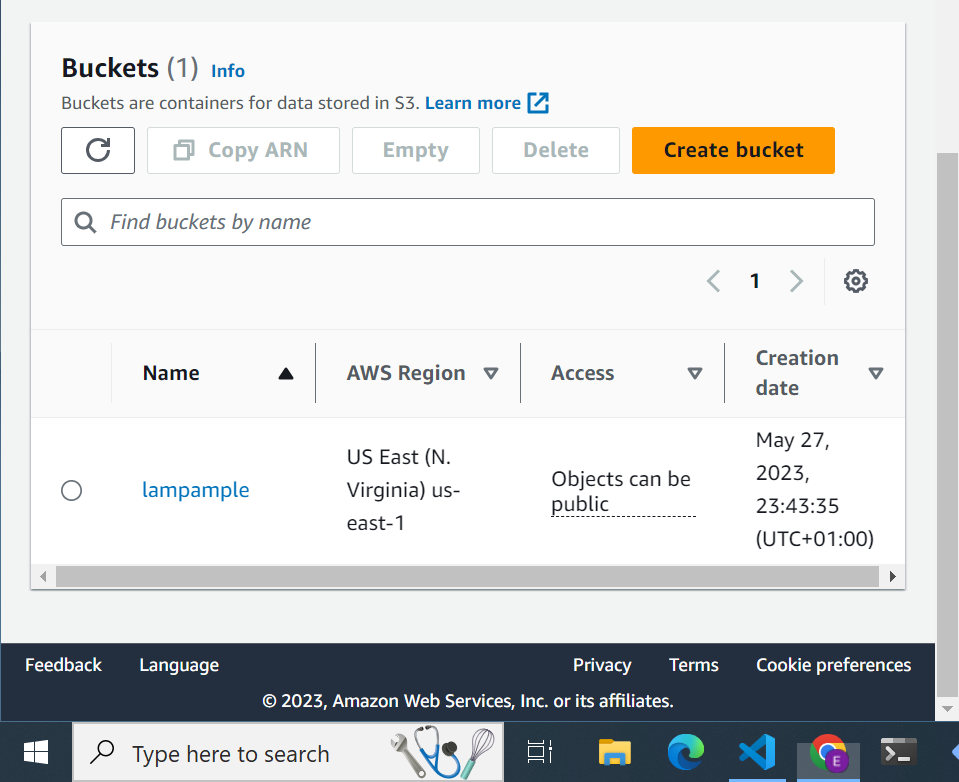 Buckets (1) Info
Buckets are containers for data stored in S3. Learn more
Copy ARN Empty Delete Create bucket
Find buckets by name
1
Name AWS Region Access Creation
date
lampample
US East (N.
Virginia) us-
east-1
Objects can be
public
May 27,
2023,
23:43:35
(UTC+01:00)
Feedback Language Privacy Terms Cookie preferences
© 2023, Amazon Web Services, Inc. or its affiliates.
Type here to search
E